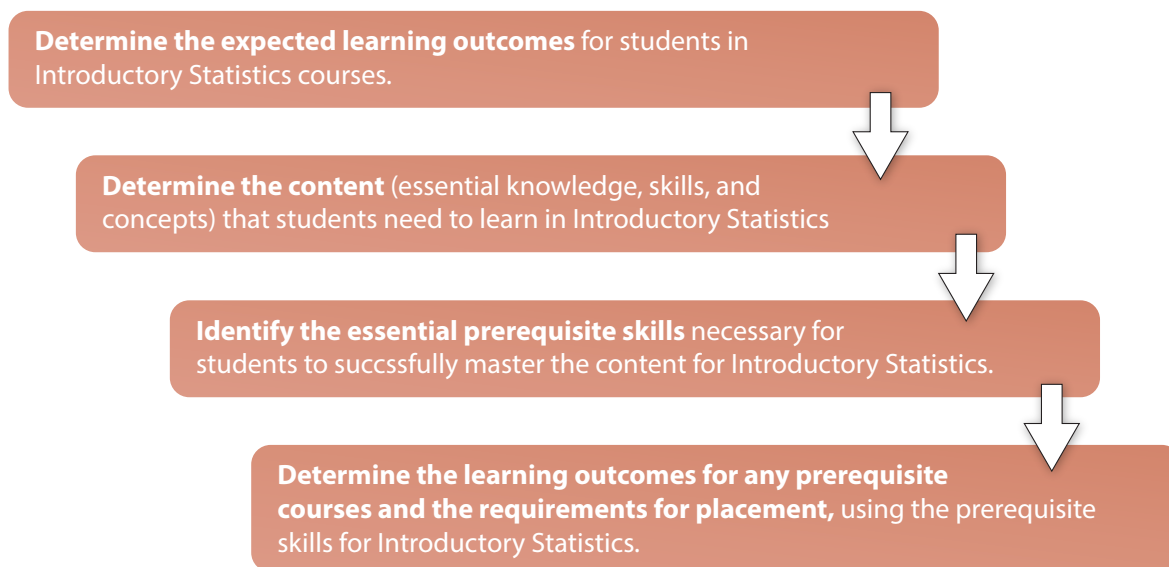 Determine the expected learning outcomes for students in
Introductory Statistics courses.
Determine the content (essential knowledge, skills, and
concepts) that students need to learn in Introductory Statistics
Identify the essential prerequisite skills necessary for
students to succssfully master the content for Introductory Statistics.
Determine the learning outcomes for any prerequisite
courses and the requirements for placement, using the prerequisite
skills for Introductory Statistics.